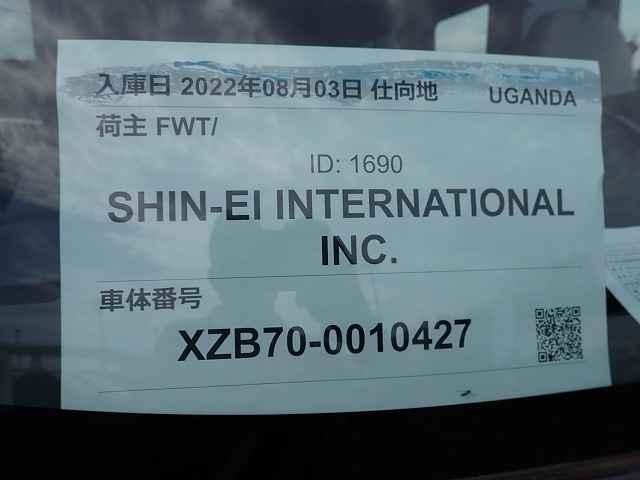 入庫日 2022年08月03日 仕向地 UGANDA
荷主 FWT/
ID: 1690
SHIN-EI INTERNATIONAL
INC.
車体番号
XZB70-0010427